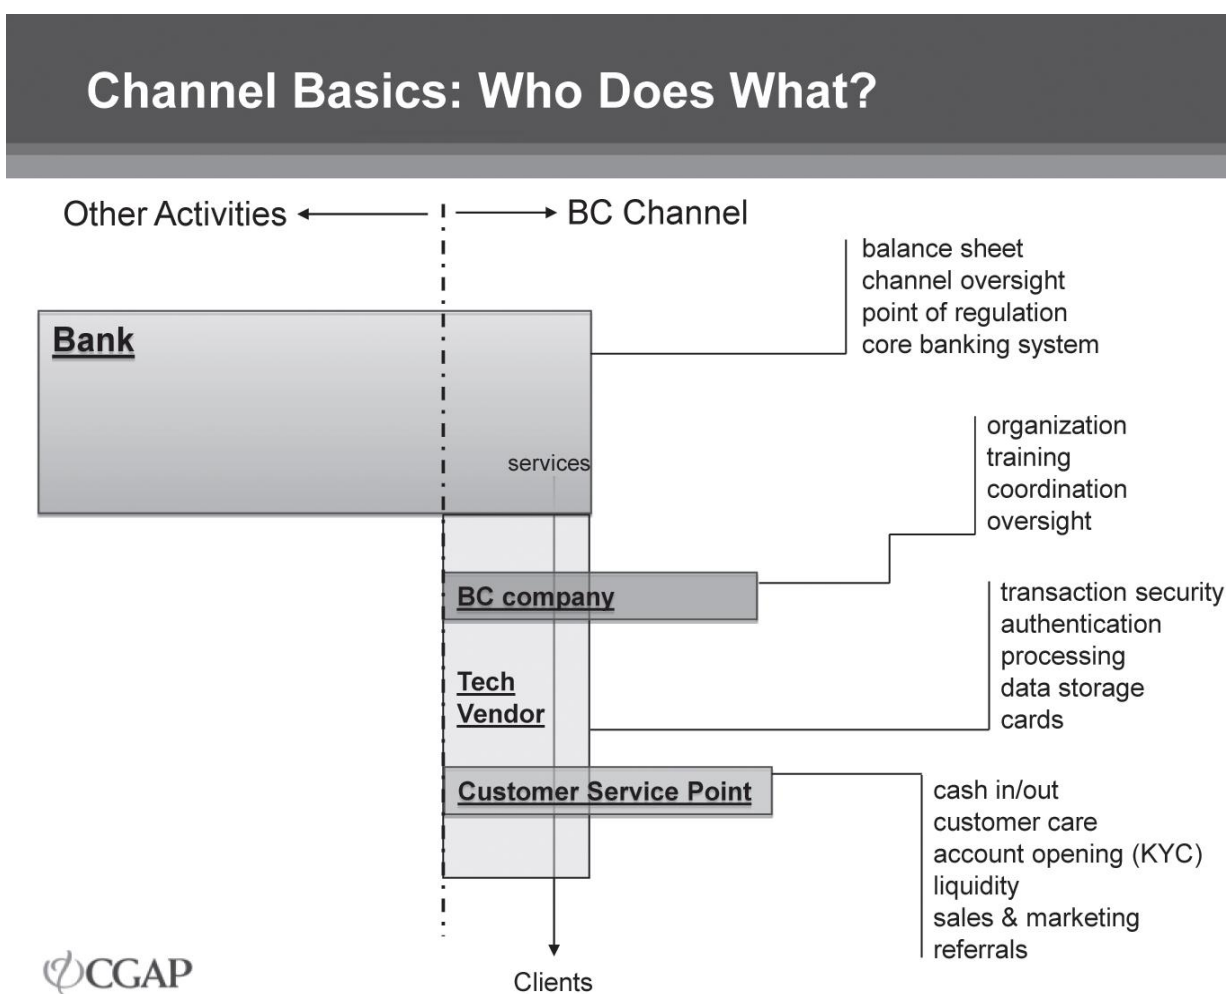 Channel Basics: Who Does What?
Other Activities
BC Channel
balance sheet
channel oversight
point of regulation
core banking system
Bank
services
organization
training
coordination
oversight
BC company
transaction security
authentication
processing
data storage
cards
Tech
Vendor
Customer Service Point
cash in/out
customer care
account opening (KYC)
liquidity
sales & marketing
referrals
CGAP
Clients